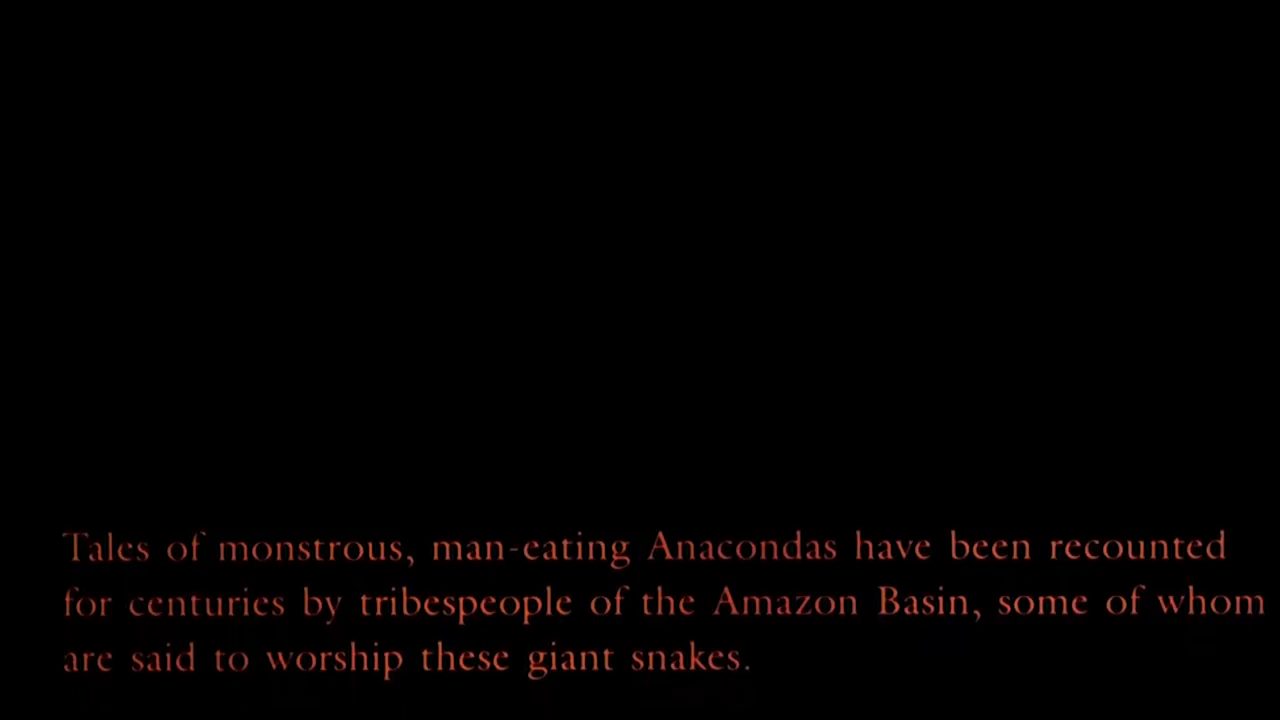 Tales of monstrous, man-eating Anacondas have been recounted
for centuries by tribespeople of the Amazon Basin, some of whom
are said to worship these giant snakes.